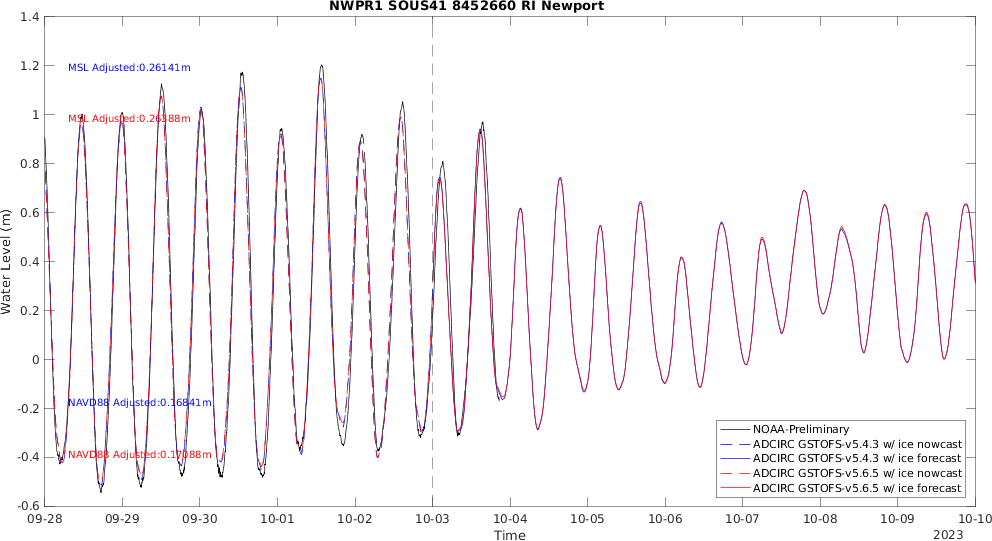 NWPR1 SOUS41 8452660 RI Newport
1.4
1.2
1
0.8
0.6
0.4
0.2
0
-0.2
-0.4
-0.6
Water Level (m)
MSL Adjusted:0.26141m
MSL Adjusted:0.26388m
NAVD88 Adjusted:0.16841m
NAVD88 Adjusted:0.17088m
NOAA-Preliminary
ADCIRC GSTOFS-v5.4.3 w/ ice nowcast
ADCIRC GSTOFS-v5.4.3 w/ ice forecast
ADCIRC GSTOFS-v5.6.5 w/ ice nowcast
ADCIRC GSTOFS-v5.6.5 w/ ice forecast
09-28 09-29 09-30 10-01 10-02 10-03 10-04 10-05 10-06 10-07 10-08 10-09 10-10
Time
2023